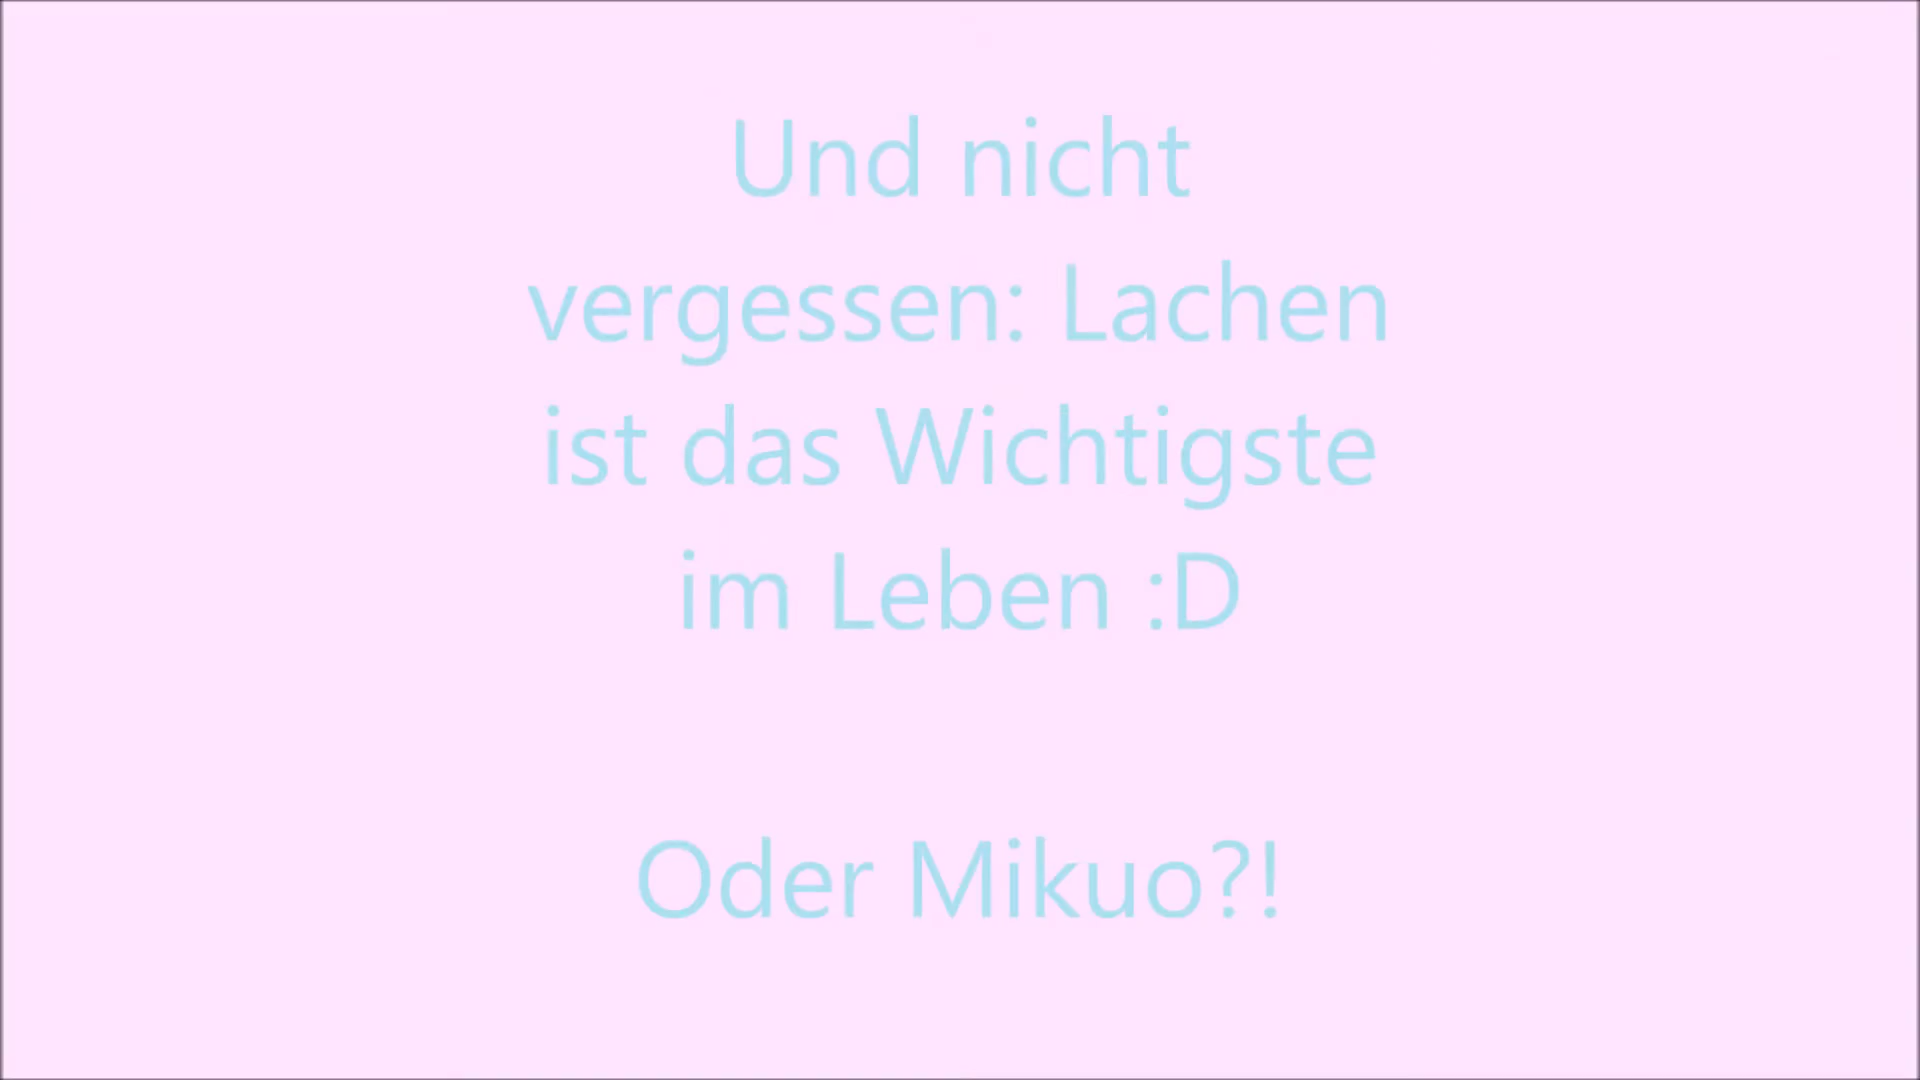 Und nicht
vergessen: Lachen
ist das Wichtigste
im Leben :D
Oder Mikuo?!